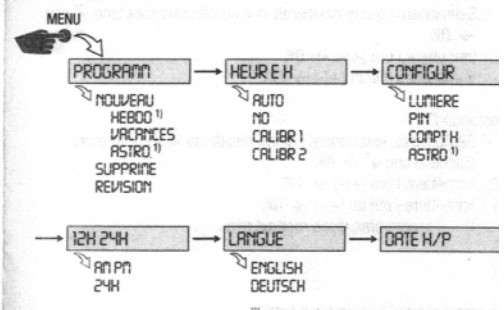 MENU
PROGRAMM
HEUR E H
CONFIGUR
NOUVEAU
HEBDO 1)
VACANCES
ASTRO 1)
SUPPRIME
REVISION
AUTO
NO
CALIBR 1
CALIBR 2
LUMIERE
PIN
COMPT H
ASTRO 1)
12H 24H
LANGUE
DATE H/P
AM PM
24H
ENGLISH
DEUTSCH